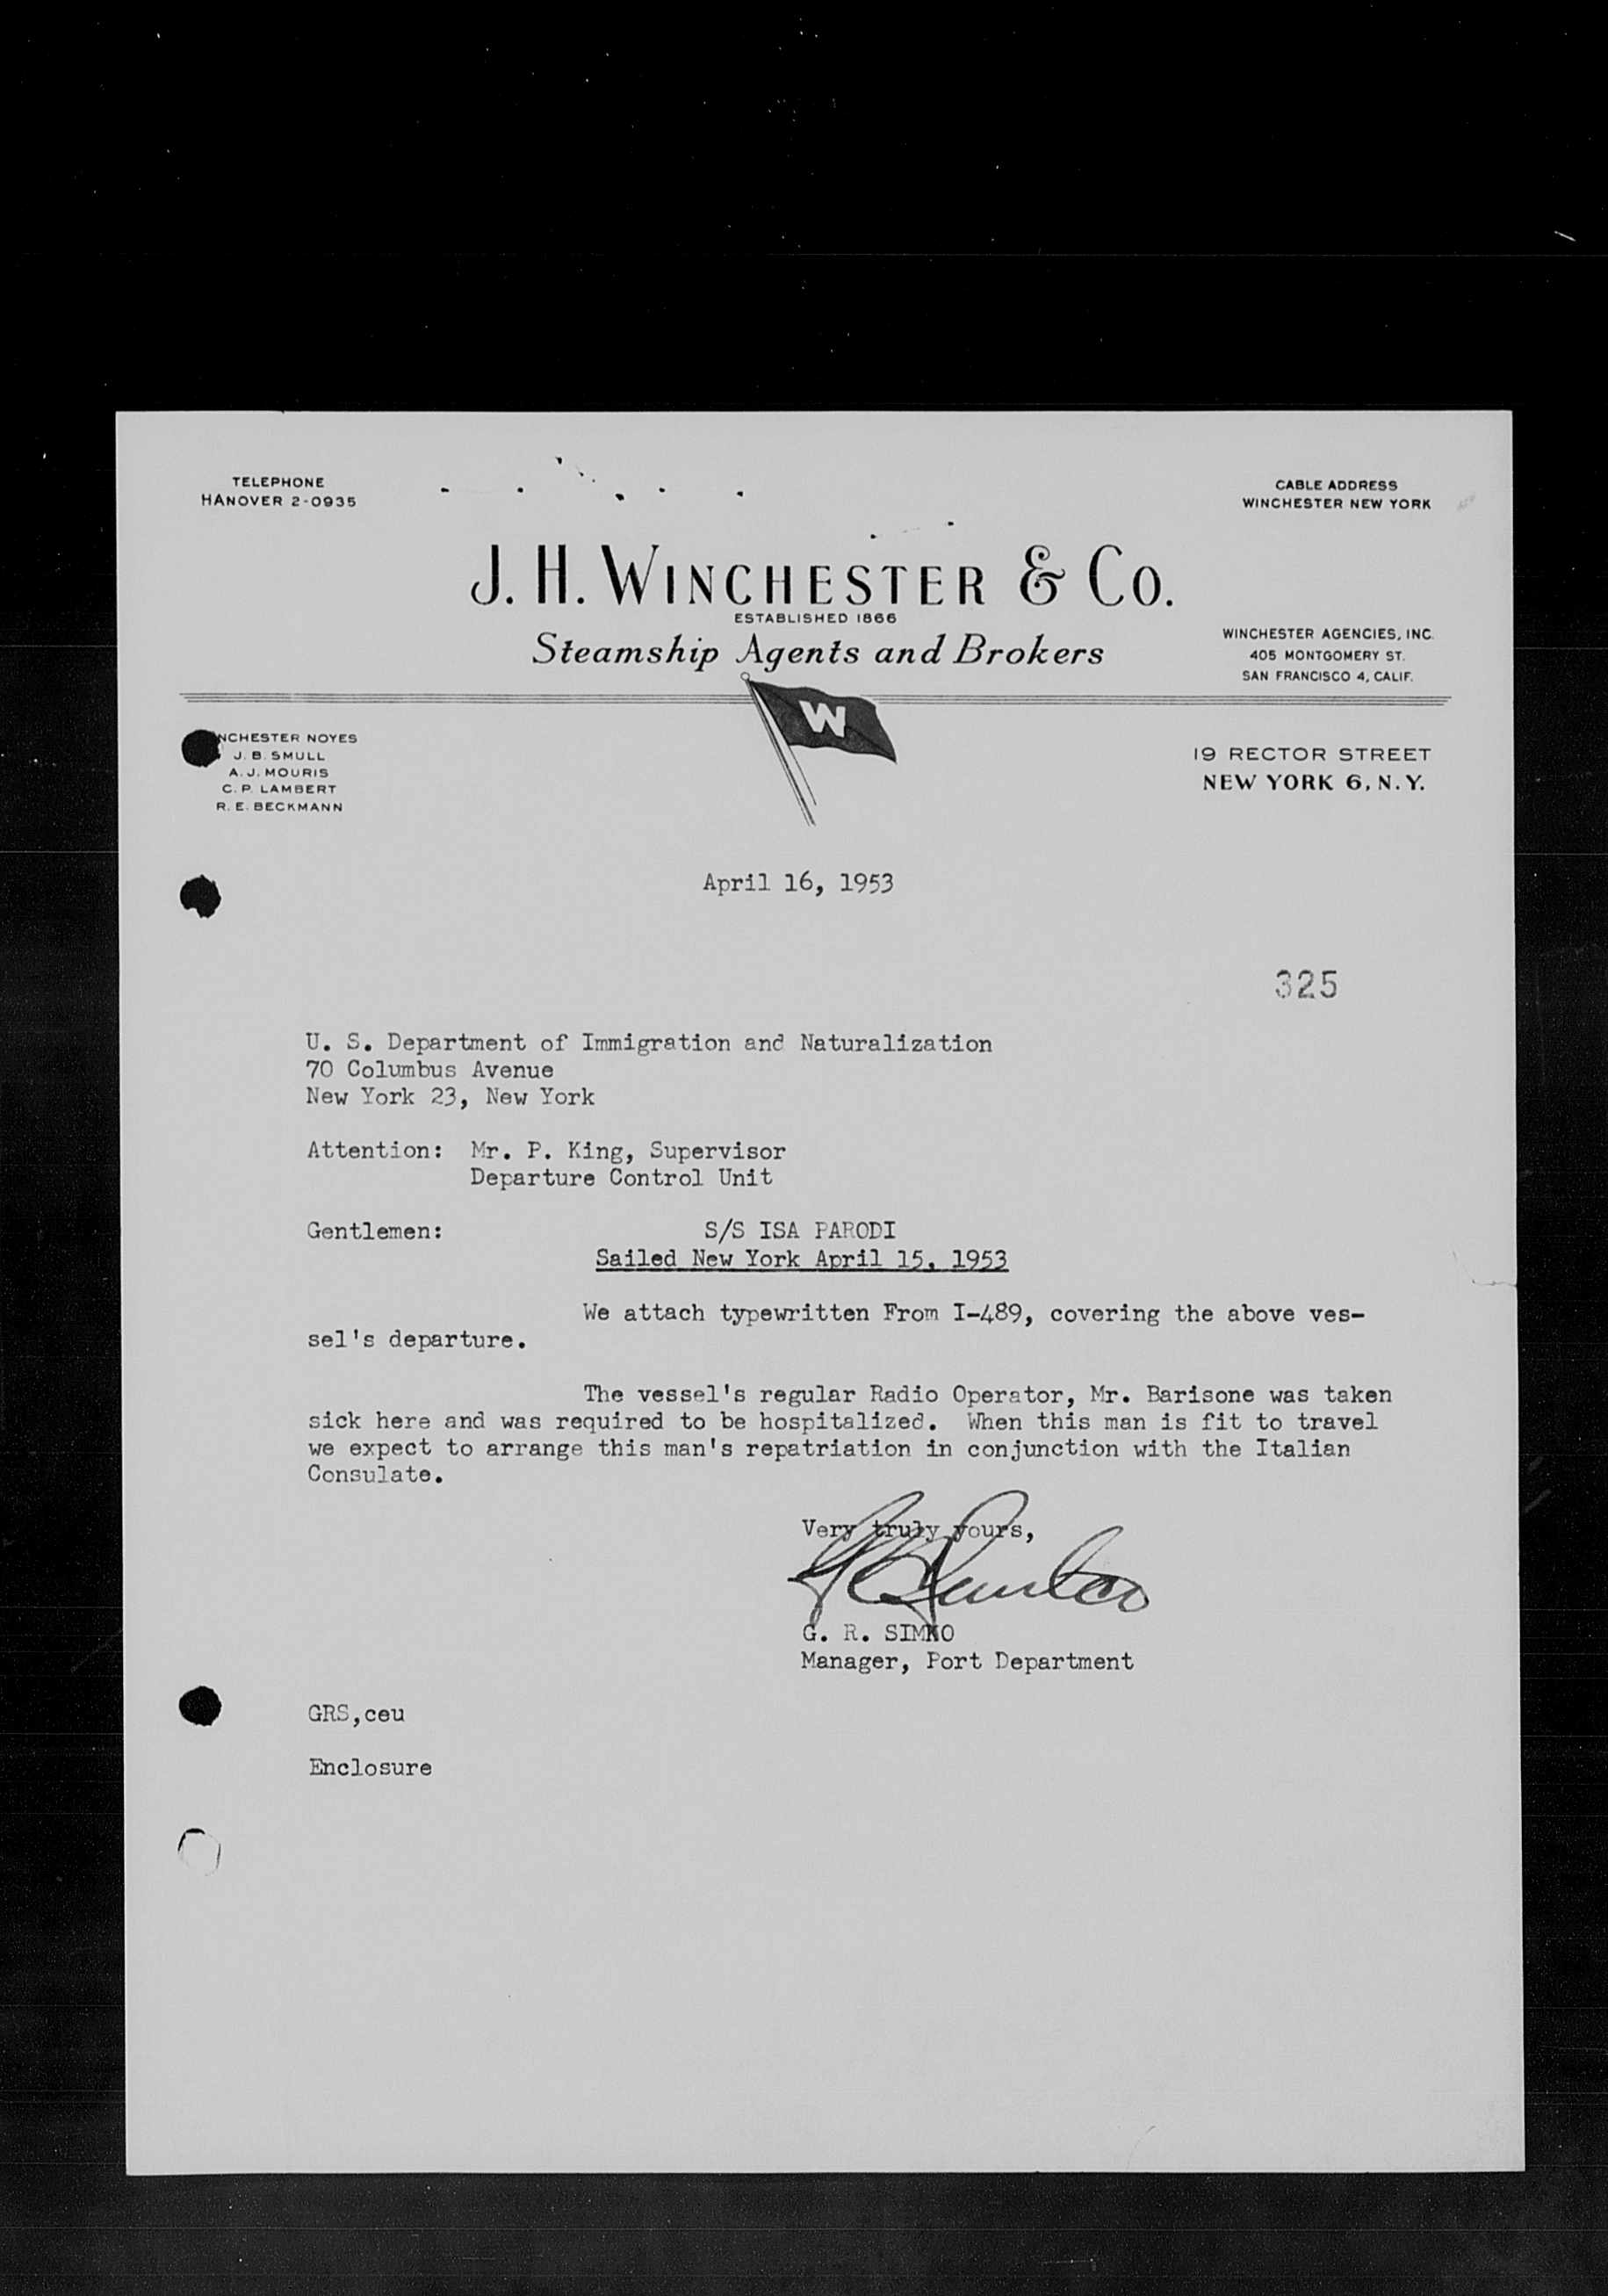 TELEPHONE
HANOVER 2-0935
CABLE ADDRESS
WINCHESTER NEW YORK
J. H. WINCHESTER & CO.
ESTABLISHED 1866
Steamship Agents and Brokers
WINCHESTER AGENCIES, INC.
405 MONTGOMERY ST.
SAN FRANCISCO 4, CALIF.
W
NCHESTER NOYES
J. B. SMULL
A. J. MOURIS
C. P. LAMBERT
R. E. BECKMANN
19 RECTOR STREET
NEW YORK 6, N. Y.
April 16, 1953
325
U. S. Department of Immigration and Naturalization
70 Columbus Avenue
New York 23, New York
Attention: Mr. P. King, Supervisor
Departure Control Unit
Gentlemen: S/S ISA PARODI
Sailed New York April 15, 1953
We attach typewritten From I-489, covering the above ves-
sel's departure.
The vessel's regular Radio Operator, Mr. Barisone was taken
sick here and was required to be hospitalized. When this man is fit to travel
we expect to arrange this man's repatriation in conjunction with the Italian
Consulate.
Very truly yours,
G. R. SIMKO
Manager, Port Department
GRS,ceu
Enclosure